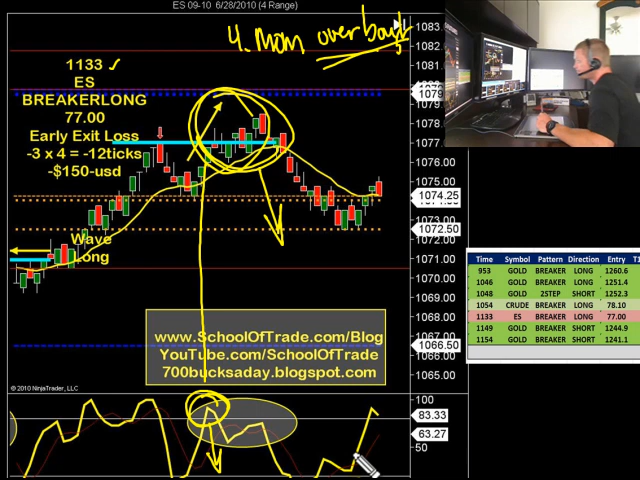 ES 09-10 6/28/2010 (4 Range)
4. Mom over
1133 ✓
ES
BREAKERLONG
77.00
Early Exit Loss
-3 x 4 = -12ticks
-$150-usd
Wave
Long
www.SchoolOfTrade.com/Blog
YouTube.com/SchoolOfTrade
700bucksaday.blogspot.com
© 2010 NinjaTrader, LLC
1083.00
1082.00
1081.00
1080.00
1079
1078.00
1077.00
1076.00
1075.00
1074.25
1072.50
1071.00
1070.00
1069.00
1068.00
1066.50
1065.00
100
83.33
63.27
50
Time Symbol Pattern Direction Entry T1
953 GOLD BREAKER LONG 1260.6
1046 GOLD BREAKER LONG 1251.4
1048 GOLD 2STEP SHORT 1252.3
1054 CRUDE BREAKER LONG 78.10
1133 ES BREAKER LONG 77.00
1149 GOLD BREAKER SHORT 1244.9
1154 GOLD BREAKER SHORT 1241.1